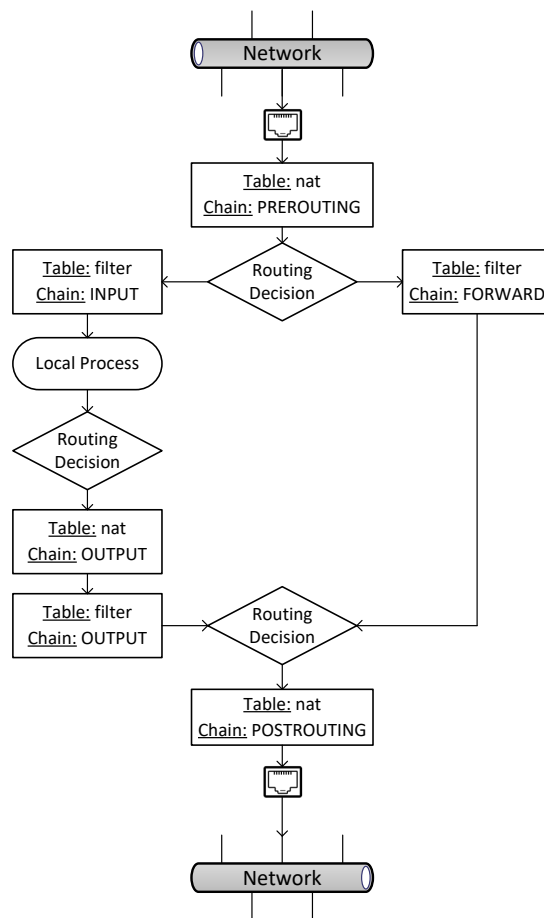 Network
Table: nat
Chain: PREROUTING
Routing
Decision
Table: filter
Chain: INPUT
Table: filter
Chain: FORWARD
Local Process
Routing
Decision
Table: nat
Chain: OUTPUT
Table: filter
Chain: OUTPUT
Routing
Decision
Table: nat
Chain: POSTROUTING
Network